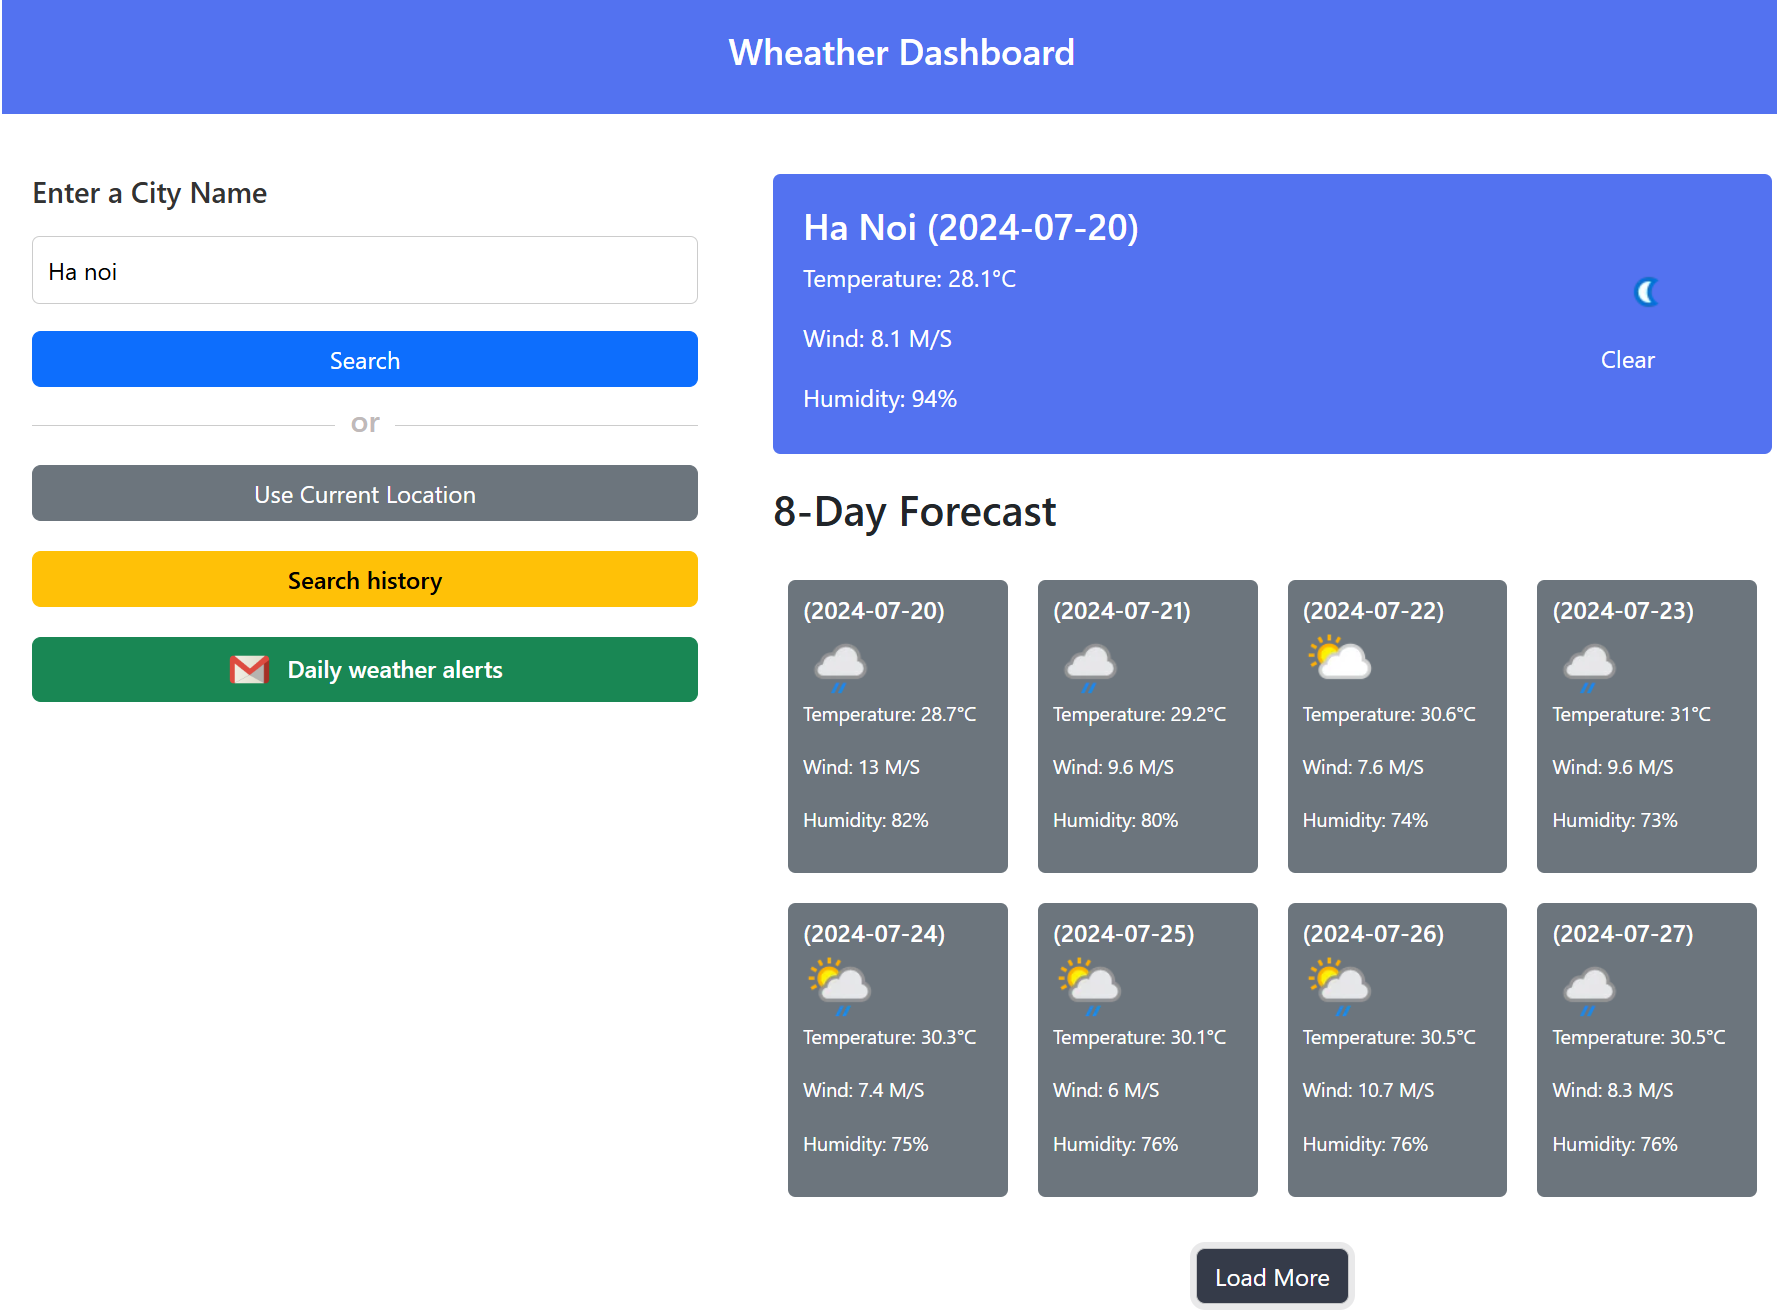 Wheather Dashboard
Enter a City Name
Ha noi
Search
or
Use Current Location
Search history
Daily weather alerts
Ha Noi (2024-07-20)
Temperature: 28.1°C
Wind: 8.1 M/S
Humidity: 94%
Clear
8-Day Forecast
(2024-07-20)
Temperature: 28.7°C
Wind: 13 M/S
Humidity: 82%
(2024-07-21)
Temperature: 29.2°C
Wind: 9.6 M/S
Humidity: 80%
(2024-07-22)
Temperature: 30.6°C
Wind: 7.6 M/S
Humidity: 74%
(2024-07-23)
Temperature: 31°C
Wind: 9.6 M/S
Humidity: 73%
(2024-07-24)
Temperature: 30.3°C
Wind: 7.4 M/S
Humidity: 75%
(2024-07-25)
Temperature: 30.1°C
Wind: 6 M/S
Humidity: 76%
(2024-07-26)
Temperature: 30.5°C
Wind: 10.7 M/S
Humidity: 76%
(2024-07-27)
Temperature: 30.5°C
Wind: 8.3 M/S
Humidity: 76%
Load More